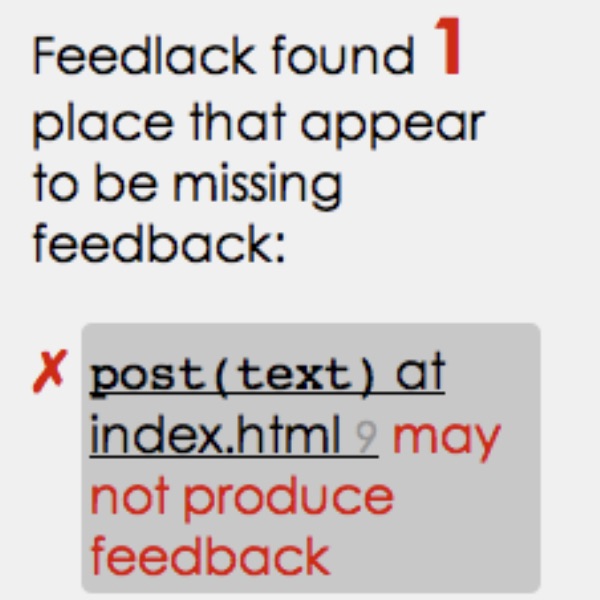 Feedlack found 1
place that appear
to be missing
feedback:
✗ post(text) at
index.html 9 may
not produce
feedback